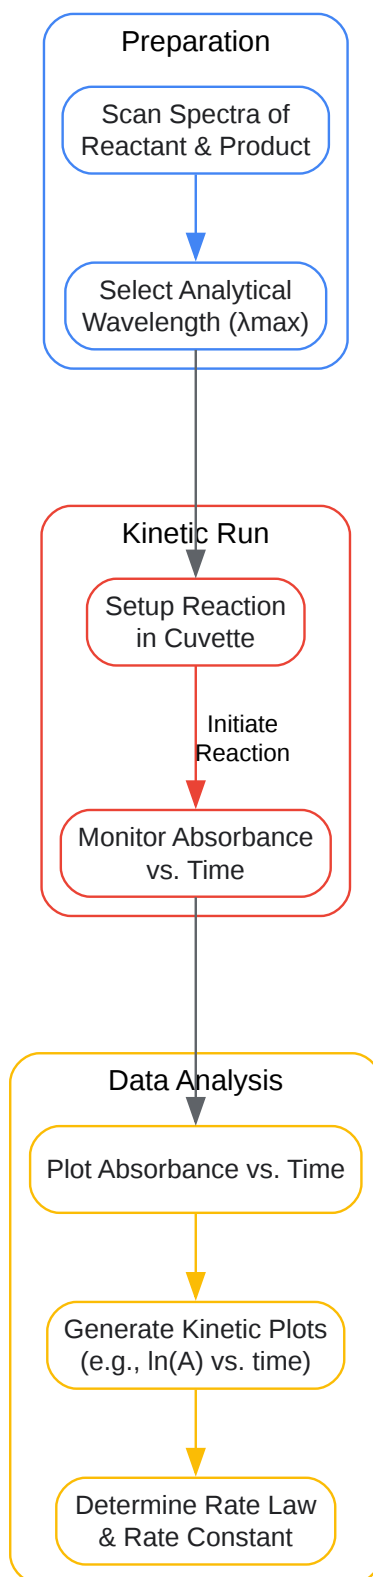 Preparation
Scan Spectra of
Reactant & Product
Select Analytical
Wavelength (λmax)
Kinetic Run
Setup Reaction
in Cuvette
Initiate
Reaction
Monitor Absorbance
vs. Time
Data Analysis
Plot Absorbance vs. Time
Generate Kinetic Plots
(e.g., ln(A) vs. time)
Determine Rate Law
& Rate Constant